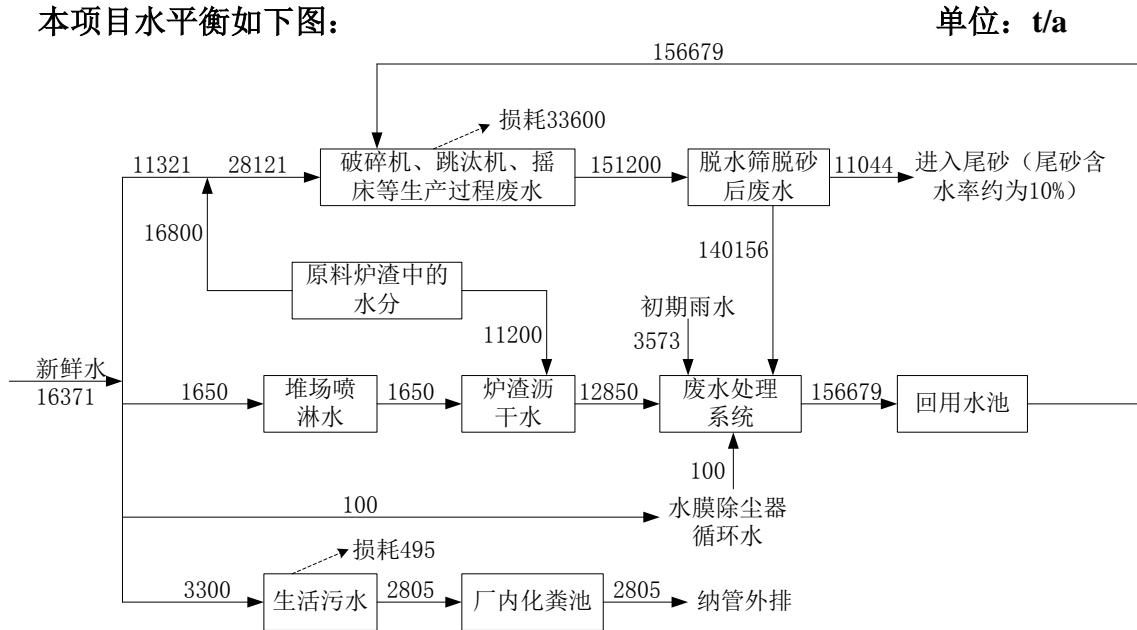 本项目水平衡如下图：
单位：t/a
156679
损耗33600
11321
28121
破碎机、跳汰机、摇
床等生产过程废水
151200
脱水筛脱砂
后废水
11044
进入尾砂（尾砂含
水率约为10%）
16800
原料炉渣中的
水分
11200
140156
初期雨水
3573
新鲜水
16371
1650
堆场喷
淋水
1650
炉渣沥
干水
12850
废水处理
系统
156679
回用水池
100
100
水膜除尘器
循环水
损耗495
3300
生活污水
2805
厂内化粪池
2805
纳管外排